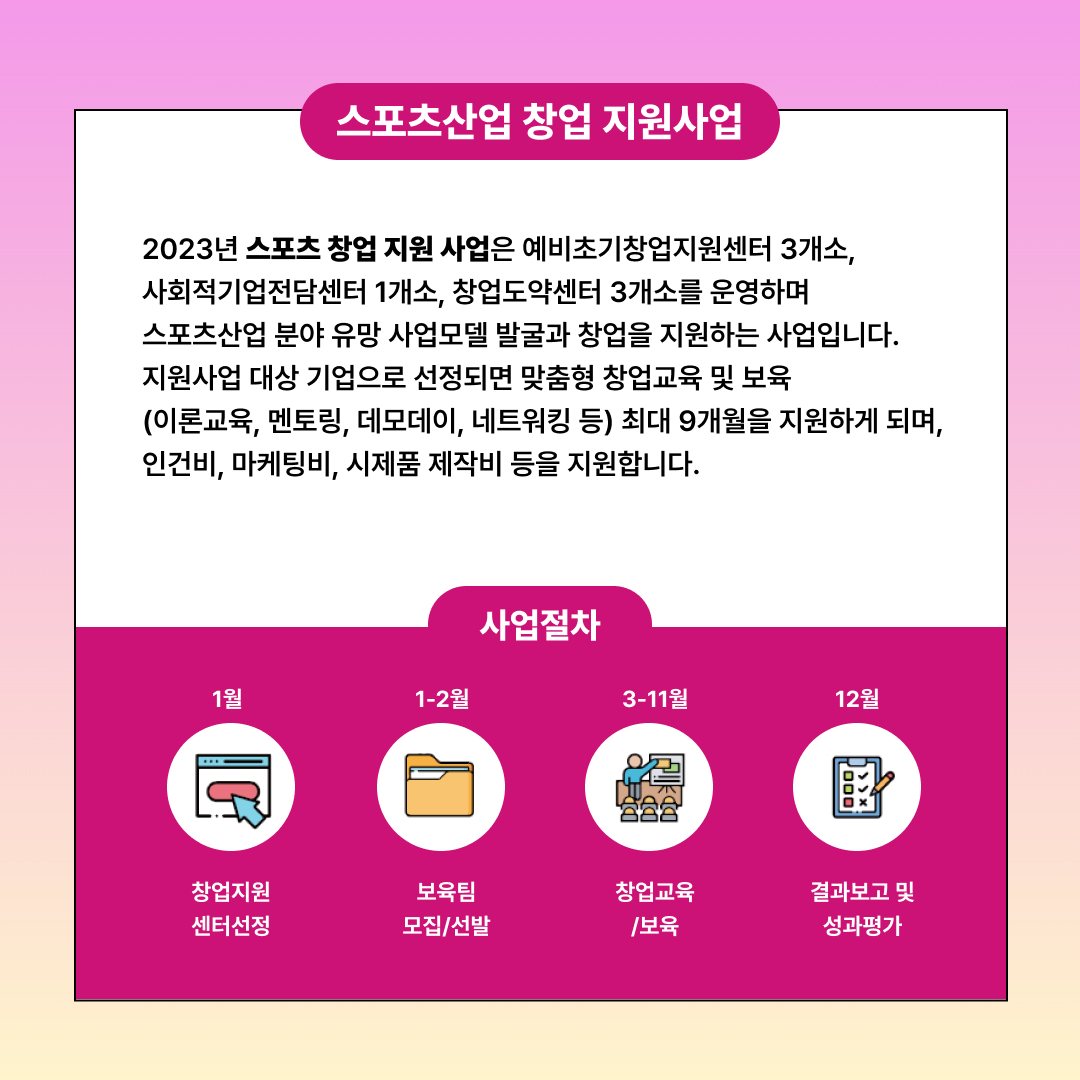 스포츠산업 창업 지원사업
2023년 스포츠 창업 지원 사업은 예비초기창업지원센터 3개소,
사회적기업전담센터 1개소, 창업도약센터 3개소를 운영하며
스포츠산업 분야 유망 사업모델 발굴과 창업을 지원하는 사업입니다.
지원사업 대상 기업으로 선정되면 맞춤형 창업교육 및 보육
(이론교육, 멘토링, 데모데이, 네트워킹 등) 최대 9개월을 지원하게 되며,
인건비, 마케팅비, 시제품 제작비 등을 지원합니다.
사업절차
1월
창업지원
센터선정
1-2월
보육팀
모집/선발
3-11월
창업교육
/보육
12월
결과보고 및
성과평가